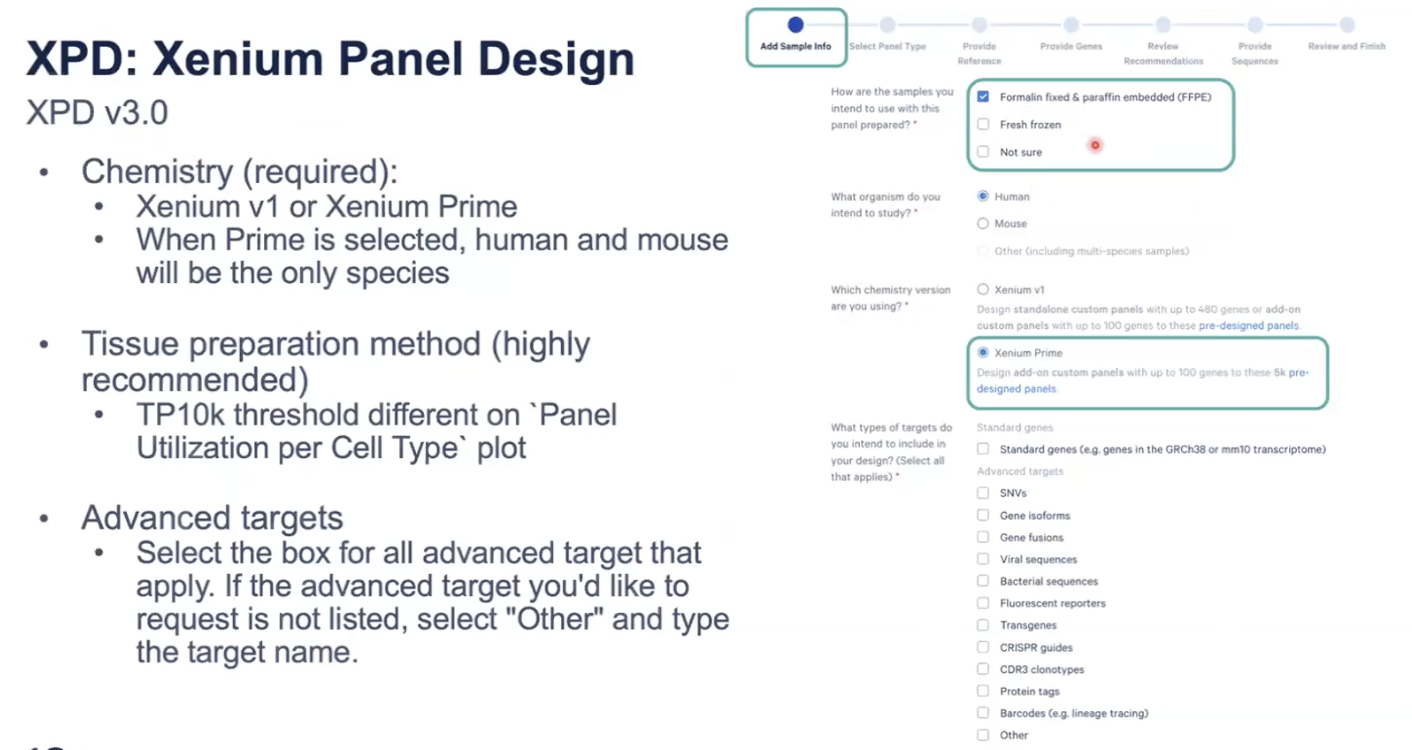 XPD: Xenium Panel Design
XPD v3.0
• Chemistry (required):
• Xenium v1 or Xenium Prime
• When Prime is selected, human and mouse
will be the only species
• Tissue preparation method (highly
recommended)
• TP10k threshold different on `Panel
Utilization per Cell Type` plot
• Advanced targets
• Select the box for all advanced target that
apply. If the advanced target you'd like to
request is not listed, select "Other" and type
the target name.
Add Sample Info
Select Panel Type
Provide
Reference
Provide Genes
Review
Recommendations
Provide
Sequences
Review and Finish
How are the samples you
intend to use with this
panel prepared? *
Formalin fixed & paraffin embedded (FFPE)
Fresh frozen
Not sure
What organism do you
intend to study? *
Human
Mouse
Other (including multi-species samples)
Which chemistry version
are you using? *
Xenium v1
Design standalone custom panels with up to 480 genes or add-on
custom panels with up to 100 genes to these pre-designed panels.
Xenium Prime
Design add-on custom panels with up to 100 genes to these 5k pre-
designed panels.
What types of targets do
you intend to include in
your design? (Select all
that applies) *
Standard genes
Standard genes (e.g. genes in the GRCh38 or mm10 transcriptome)
Advanced targets
SNVs
Gene isoforms
Gene fusions
Viral sequences
Bacterial sequences
Fluorescent reporters
Transgenes
CRISPR guides
CDR3 clonotypes
Protein tags
Barcodes (e.g. lineage tracing)
Other